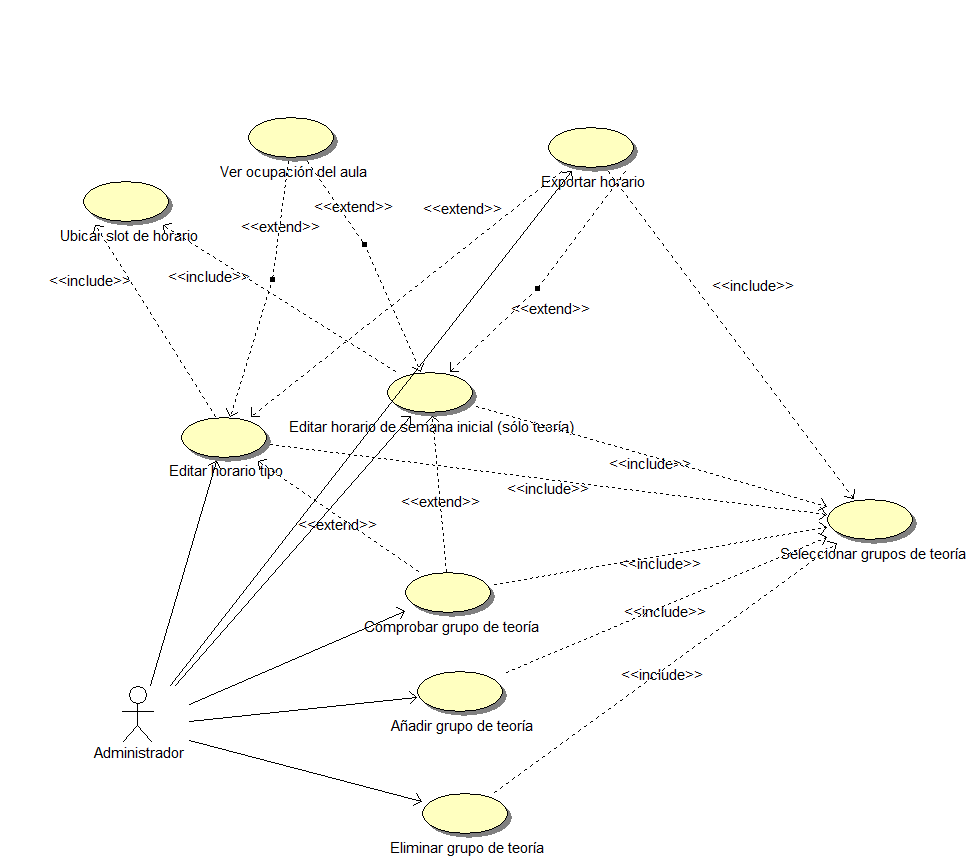 Ver ocupación del aula
Exportar horario
<<extend>>
<<extend>>
<<extend>>
Ubicar slot de horario
<<include>>
<<include>>
<<include>>
<<extend>>
Editar horario de semana inicial (sólo teoría)
Editar horario tipo
<<include>>
<<include>>
<<extend>>
<<extend>>
Seleccionar grupos de teoría
<<include>>
<<include>>
Comprobar grupo de teoría
<<include>>
Añadir grupo de teoría
Administrador
Eliminar grupo de teoría